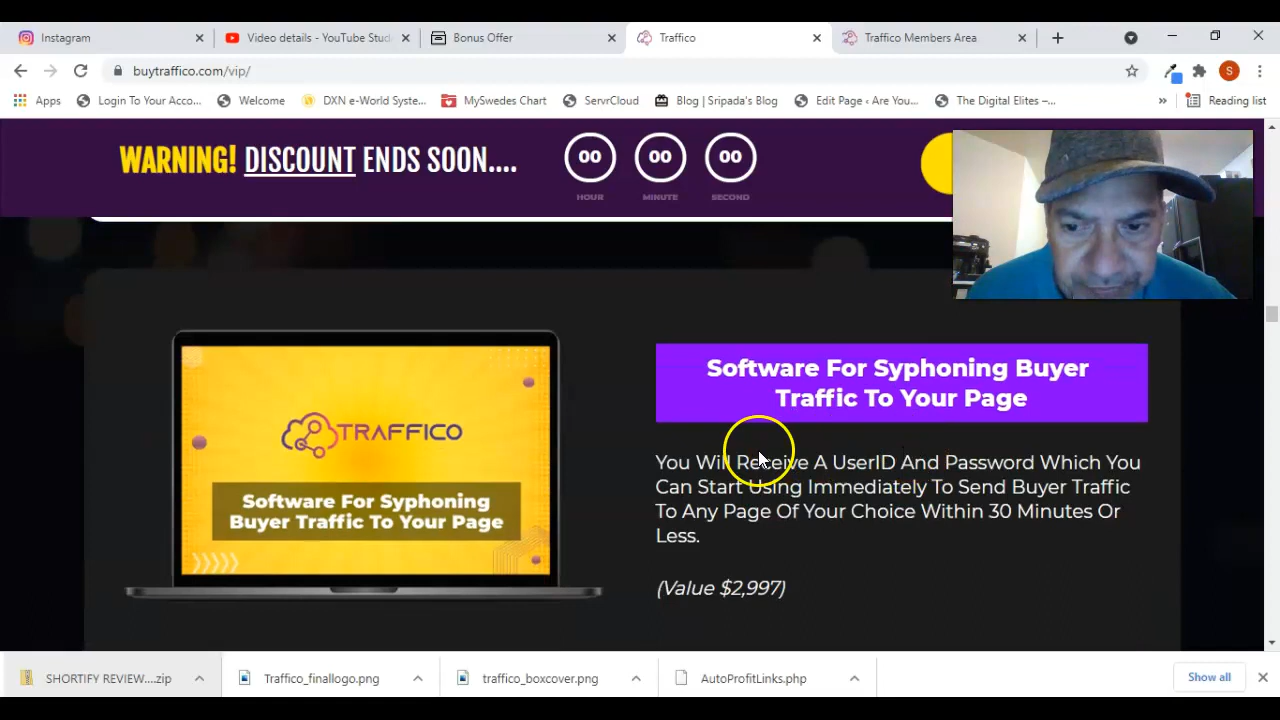 Instagram
Video details - YouTube Stud
Bonus Offer
Traffico
Traffico Members Area
buytraffico.com/vip/
S
Apps
Login To Your Acco...
Welcome
DXN e-World Syste...
MySwedes Chart
ServrCloud
Blog | Sripada's Blog
Edit Page ‹ Are You...
The Digital Elites –...
Reading list
WARNING! DISCOUNT ENDS SOON....
00 00 00
HOUR MINUTE SECOND
TRAFFICO
Software For Syphoning
Buyer Traffic To Your Page
Software For Syphoning Buyer
Traffic To Your Page
You Will Receive A UserID And Password Which You
Can Start Using Immediately To Send Buyer Traffic
To Any Page Of Your Choice Within 30 Minutes Or
Less.
(Value $2,997)
SHORTIFY REVIEW....zip
Traffico_finallogo.png
traffico_boxcover.png
AutoProfitLinks.php
Show all